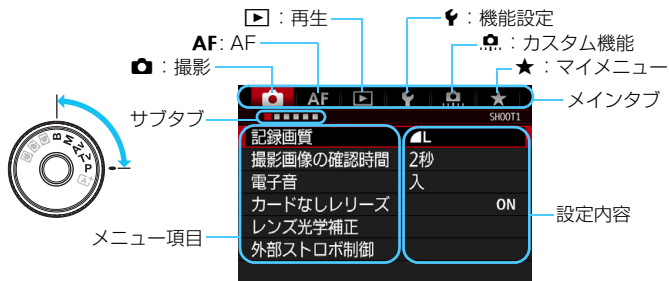 ▶：再生
機能設定
AF: AF
カスタム機能
：撮影
★：マイメニュー
AF
★
メインタブ
サブタブ
SHOOT1
記録画質
L
撮影画像の確認時間
2秒
電子音
入
カードなしレリーズ
ON
設定内容
レンズ光学補正
メニュー項目
外部ストロボ制御
B
M
Av
Tv
P
A+